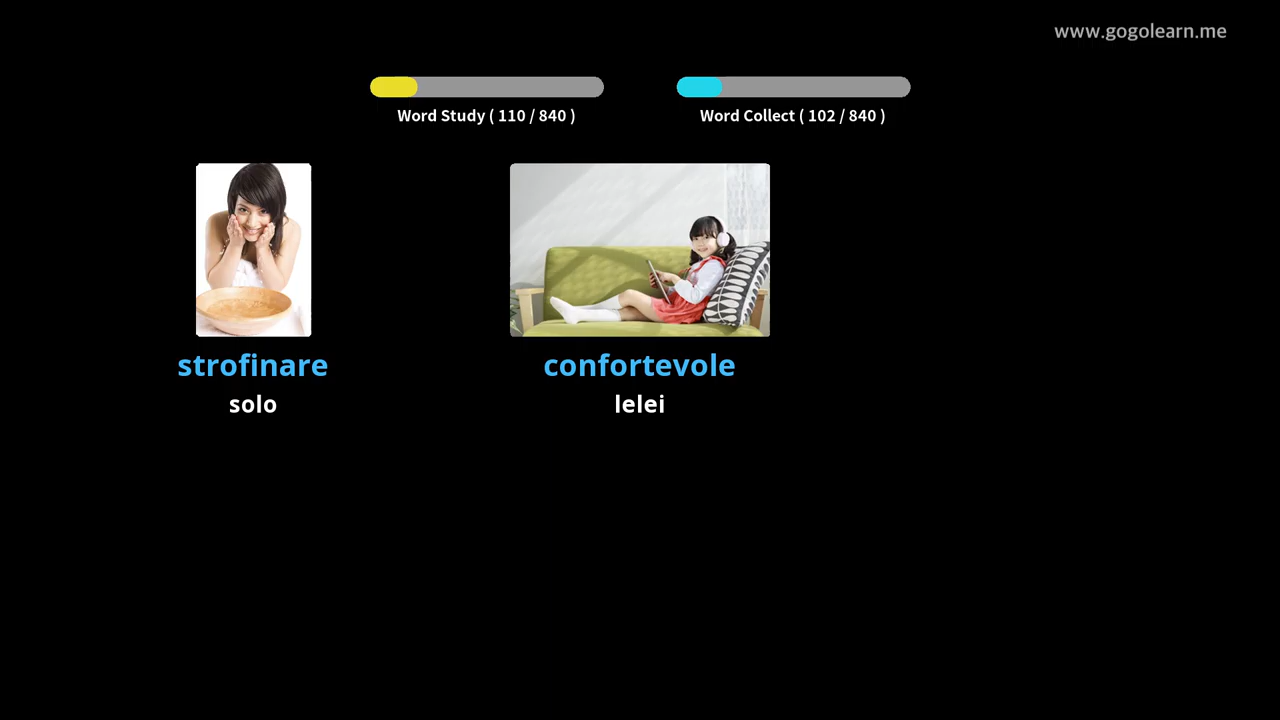 www.gogolearn.me
Word Study ( 110 / 840 )
Word Collect ( 102 / 840 )
strofinare
solo
confortevole
lelei